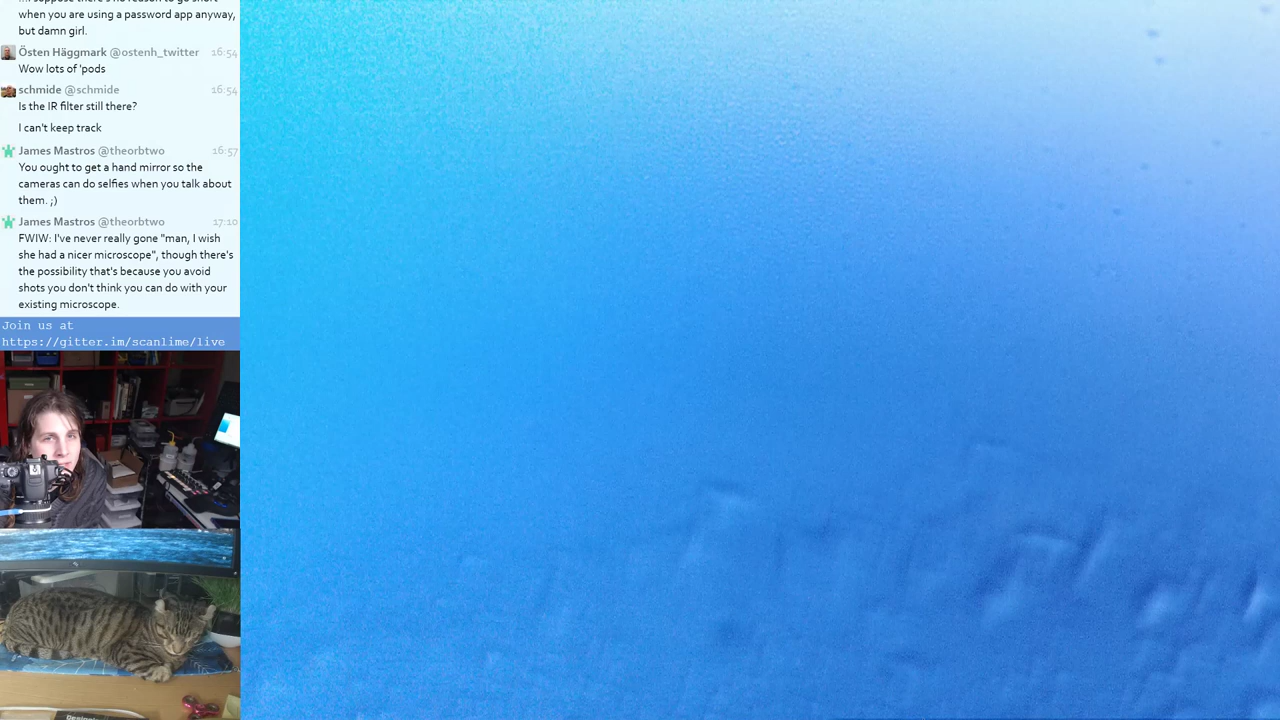 when you are using a password app anyway,
but damn girl.
Östen Häggmark @ostenh_twitter 16:54
Wow lots of 'pods
schmide @schmide 16:54
Is the IR filter still there?
I can't keep track
James Mastros @theorbtwo 16:57
You ought to get a hand mirror so the
cameras can do selfies when you talk about
them. ;)
James Mastros @theorbtwo 17:10
FWIW: I've never really gone "man, I wish
she had a nicer microscope", though there's
the possibility that's because you avoid
shots you don't think you can do with your
existing microscope.
Join us at
https://gitter.im/scanlime/live